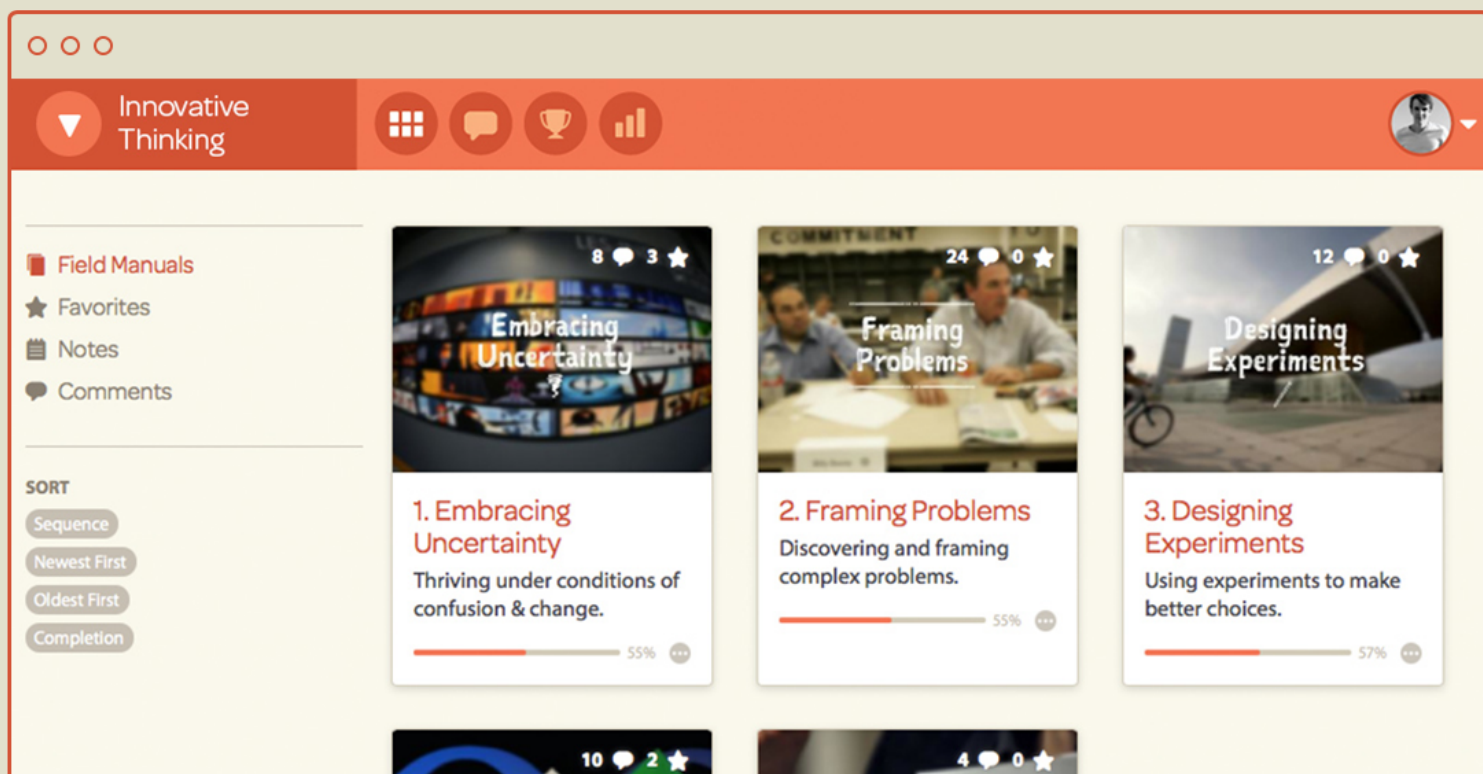 Innovative
Thinking
Field Manuals
Favorites
Notes
Comments
SORT
Sequence
Newest First
Oldest First
Completion
8 3
Embracing
Uncertainty
1. Embracing
Uncertainty
Thriving under conditions of
confusion & change.
55%
COMMITMENT TO
24 0
Framing
Problems
2. Framing Problems
Discovering and framing
complex problems.
55%
12 0
Designing
Experiments
3. Designing
Experiments
Using experiments to make
better choices.
57%
10 2
4 0